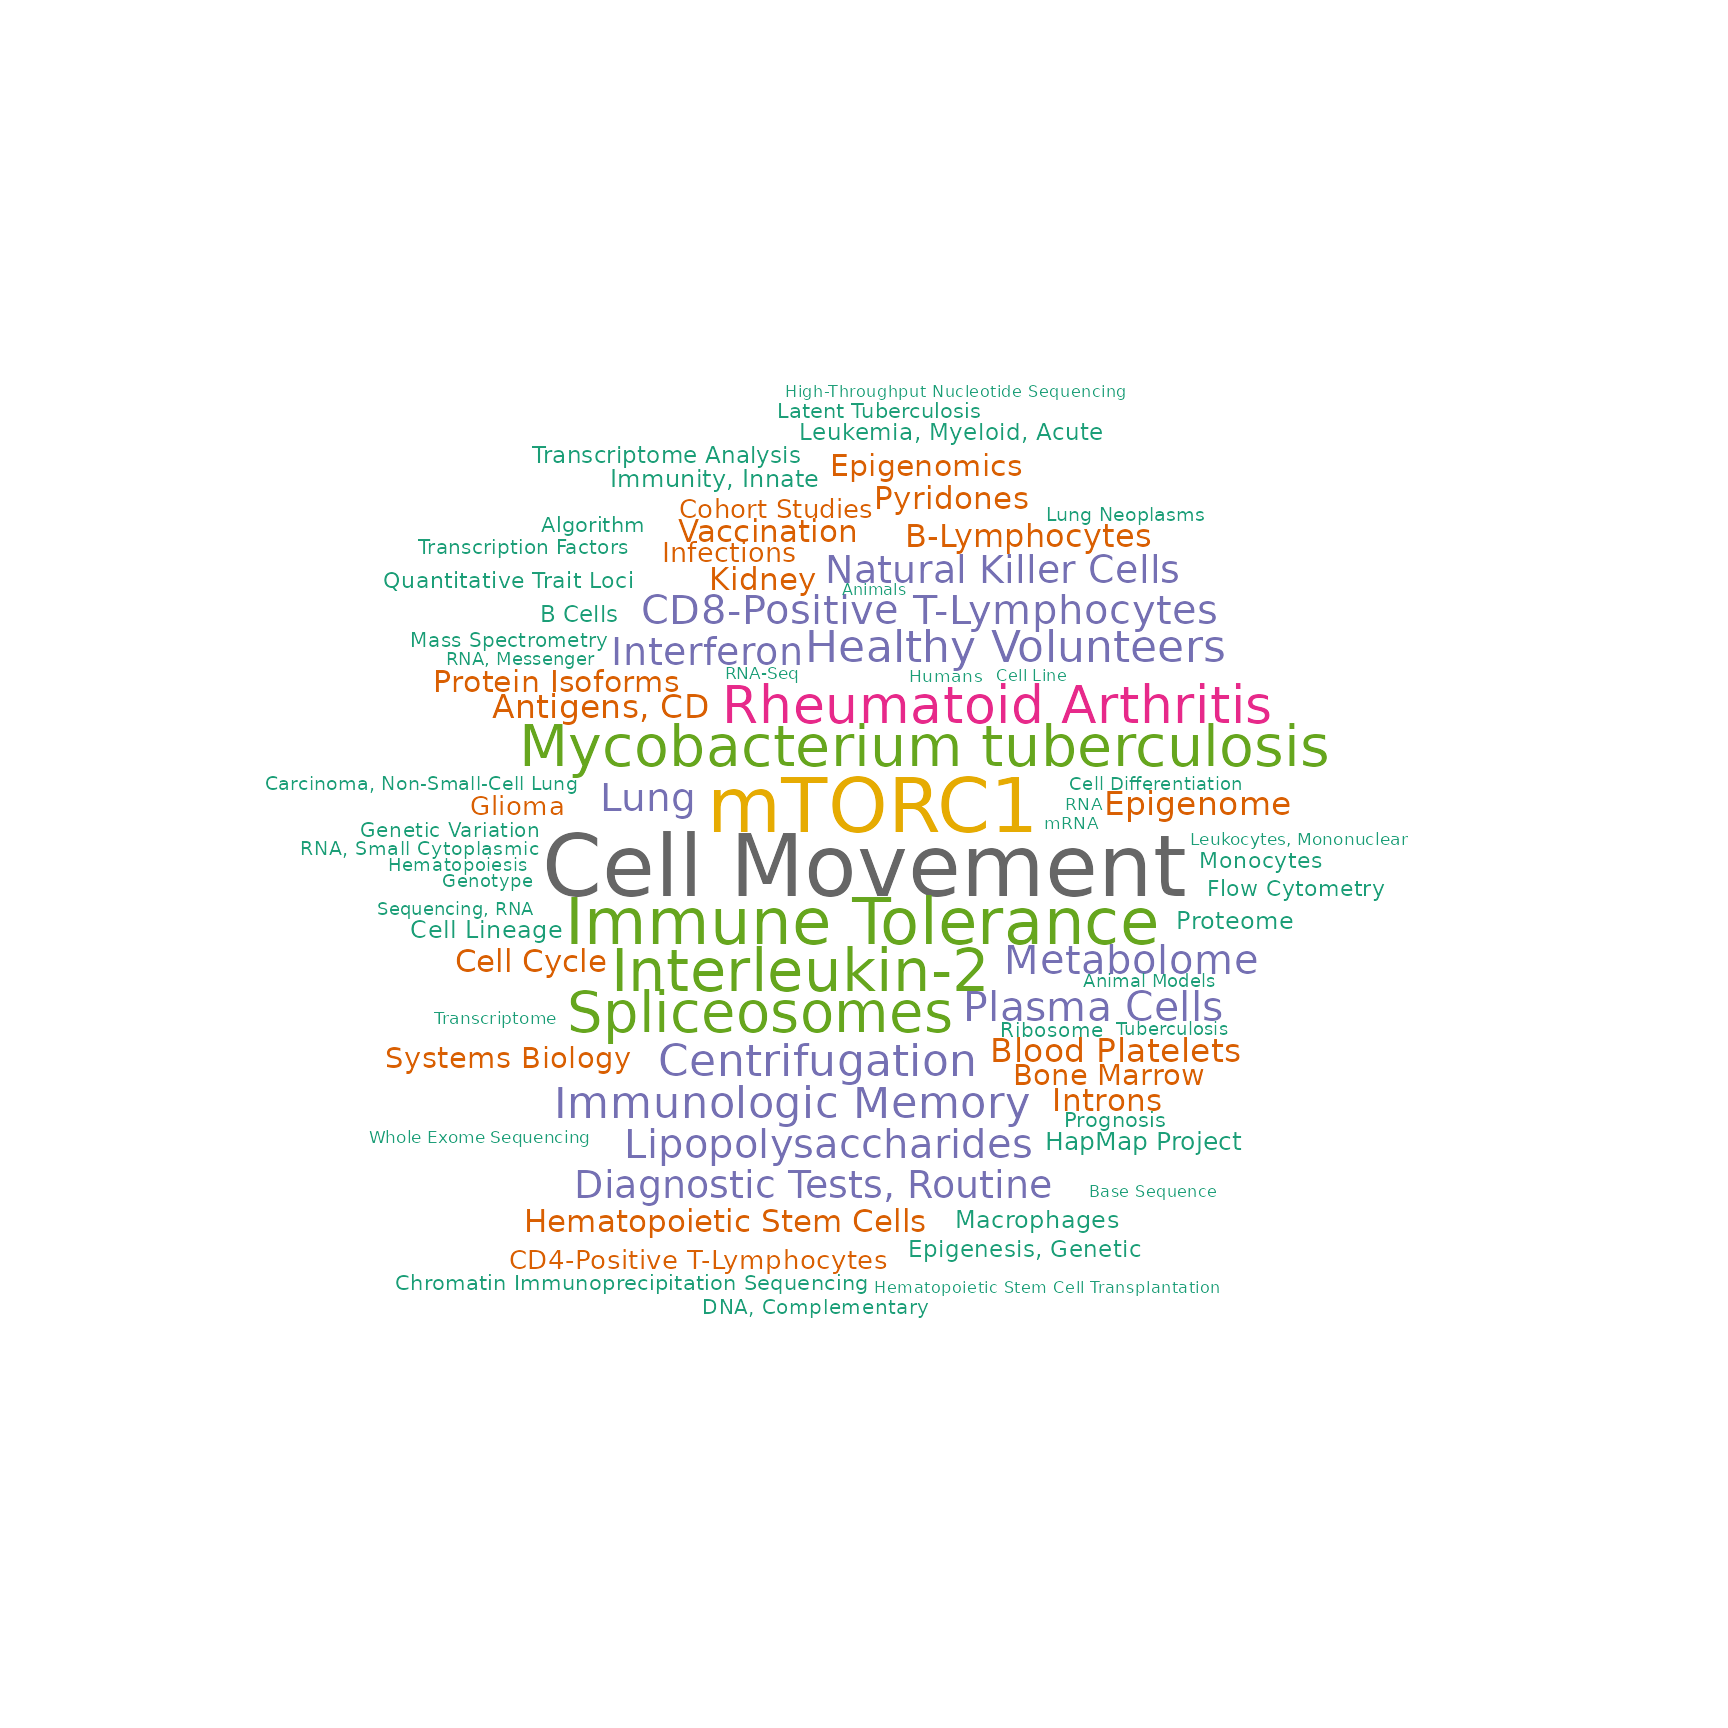 High-Throughput Nucleotide Sequencing
Latent Tuberculosis
Leukemia, Myeloid, Acute
Transcriptome Analysis
Epigenomics
Immunity, Innate
Pyridones
Cohort Studies
Lung Neoplasms
Algorithm
Vaccination
B-Lymphocytes
Transcription Factors
Infections
Natural Killer Cells
Quantitative Trait Loci
Kidney
Animals
B Cells
CD8-Positive T-Lymphocytes
Mass Spectrometry
Interferon
Healthy Volunteers
RNA, Messenger
RNA-Seq
Humans
Cell Line
Protein Isoforms
Antigens, CD
Rheumatoid Arthritis
Mycobacterium tuberculosis
Carcinoma, Non-Small-Cell Lung
Lung
mTORC1
Cell Differentiation
Glioma
RNA
Epigenome
mRNA
Genetic Variation
RNA, Small Cytoplasmic
Leukocytes, Mononuclear
Hematopoiesis
Cell Movement
Monocytes
Genotype
Flow Cytometry
Sequencing, RNA
Immune Tolerance
Proteome
Cell Lineage
Cell Cycle
Interleukin-2
Metabolome
Animal Models
Plasma Cells
Transcriptome
Spliceosomes
Ribosome
Tuberculosis
Systems Biology
Centrifugation
Blood Platelets
Bone Marrow
Immunologic Memory
Introns
Prognosis
Whole Exome Sequencing
Lipopolysaccharides
HapMap Project
Diagnostic Tests, Routine
Base Sequence
Hematopoietic Stem Cells
Macrophages
Epigenesis, Genetic
CD4-Positive T-Lymphocytes
Chromatin Immunoprecipitation Sequencing
Hematopoietic Stem Cell Transplantation
DNA, Complementary